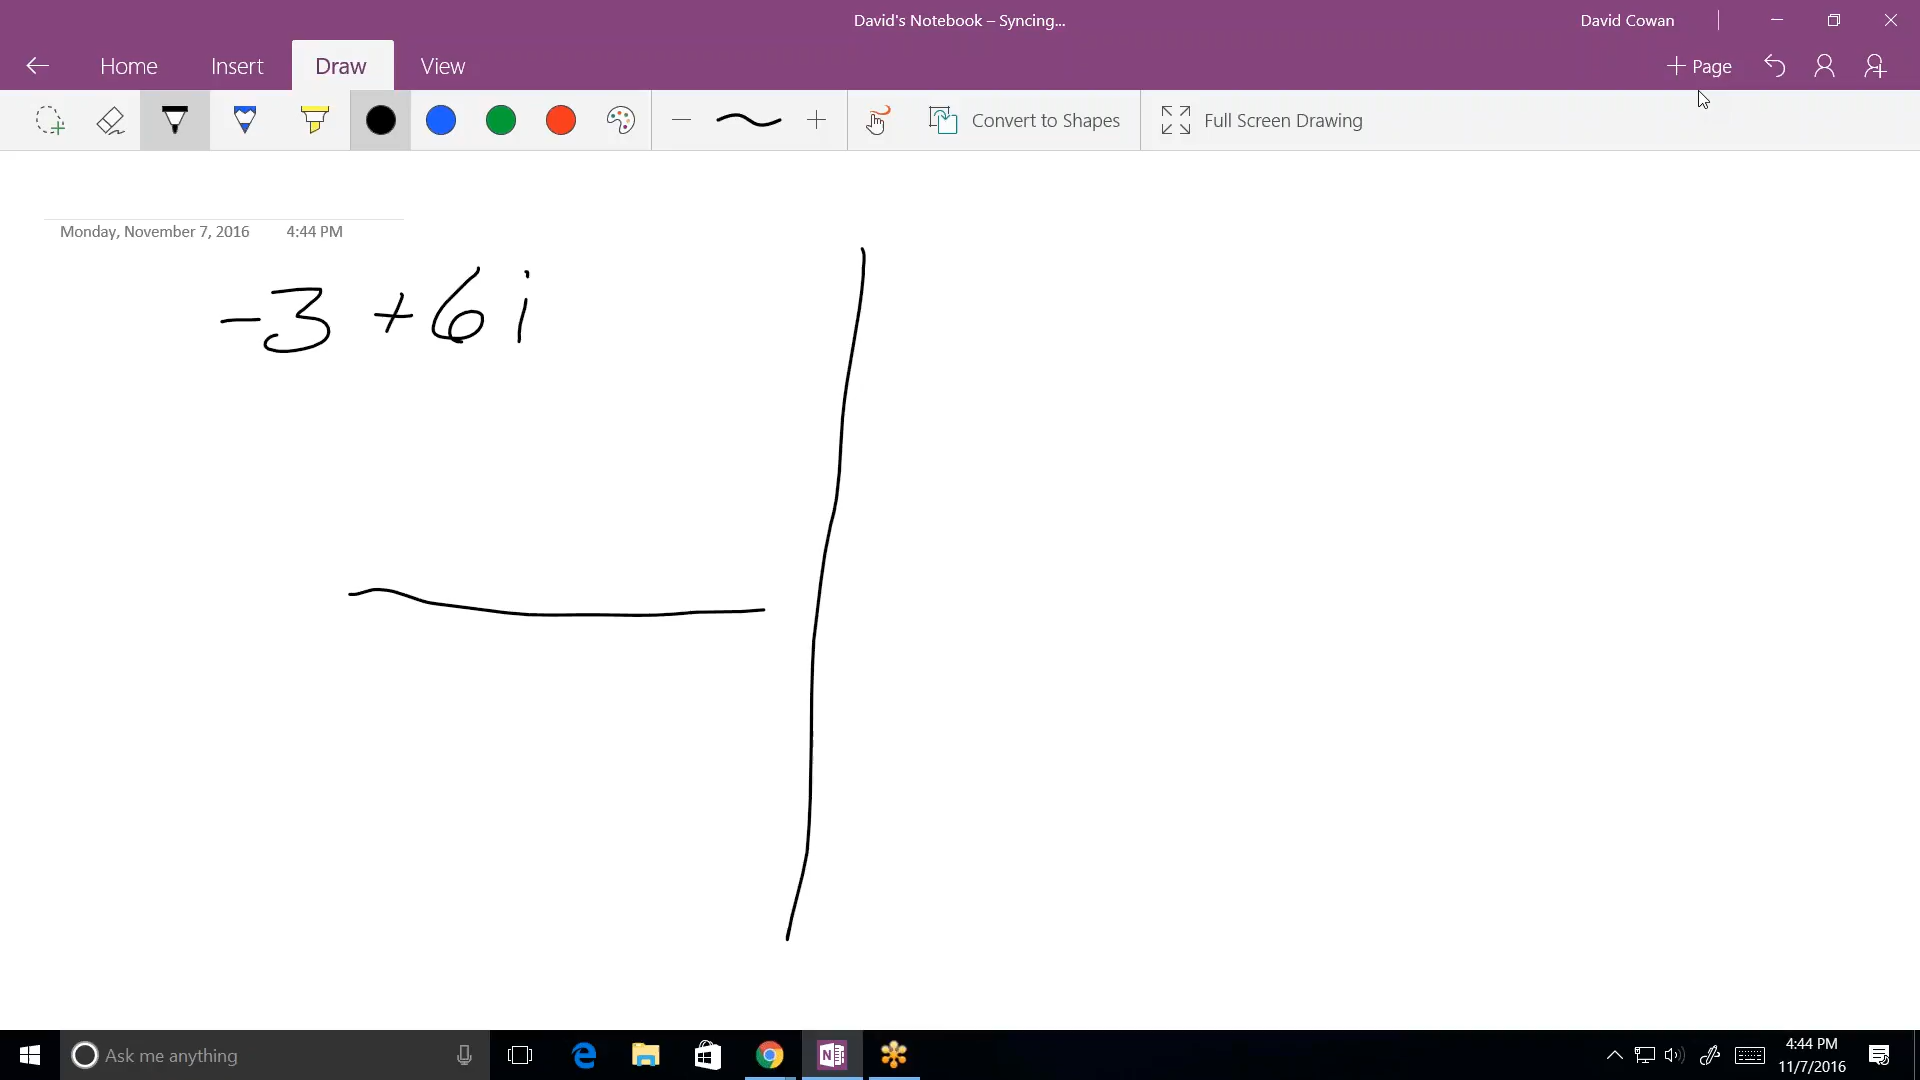 David's Notebook – Syncing...
David Cowan
Home Insert Draw View
Page
Convert to Shapes
Full Screen Drawing
Monday, November 7, 2016 4:44 PM
-3 +6i
Ask me anything
4:44 PM
11/7/2016